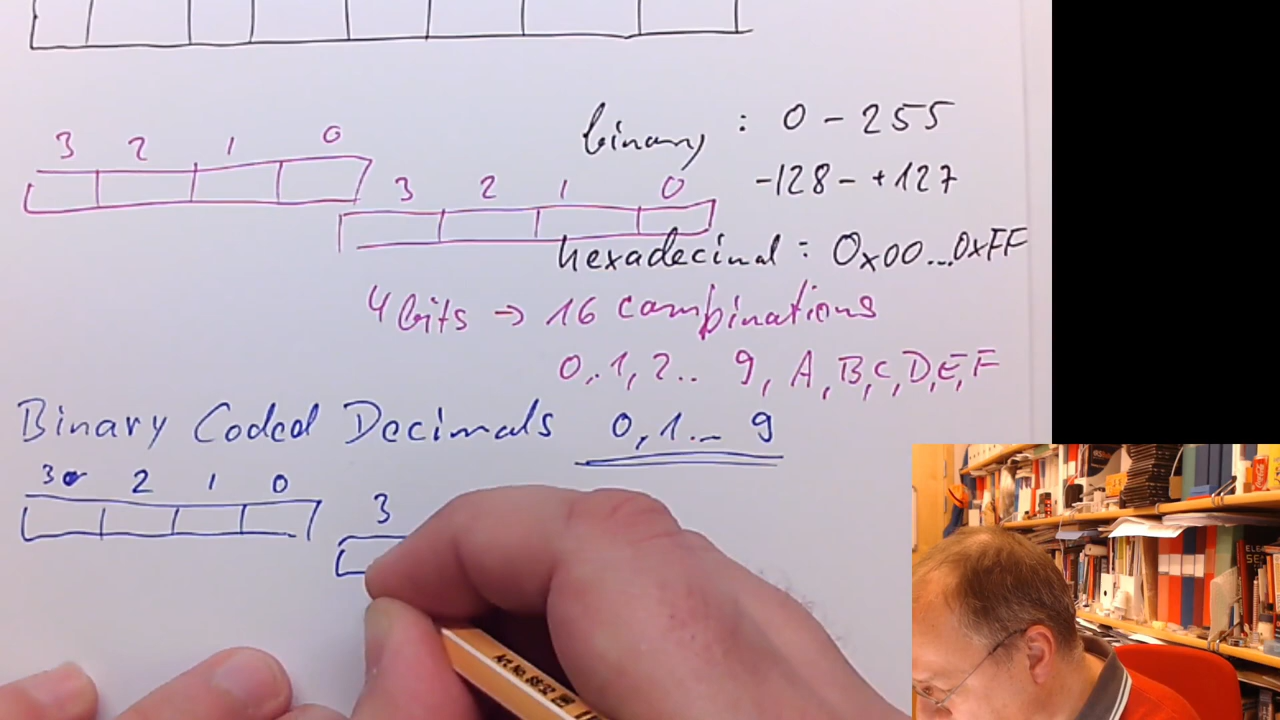 binary : 0 - 255
3 2 1 0
3 2 1 0
-128 - +127
hexadecimal : 0x00...0xFF
4 bits → 16 combinations
0,.1, 2.. 9, A, B, C, D, E, F
Binary Coded Decimals 0, 1... 9
3 2 1 0
3